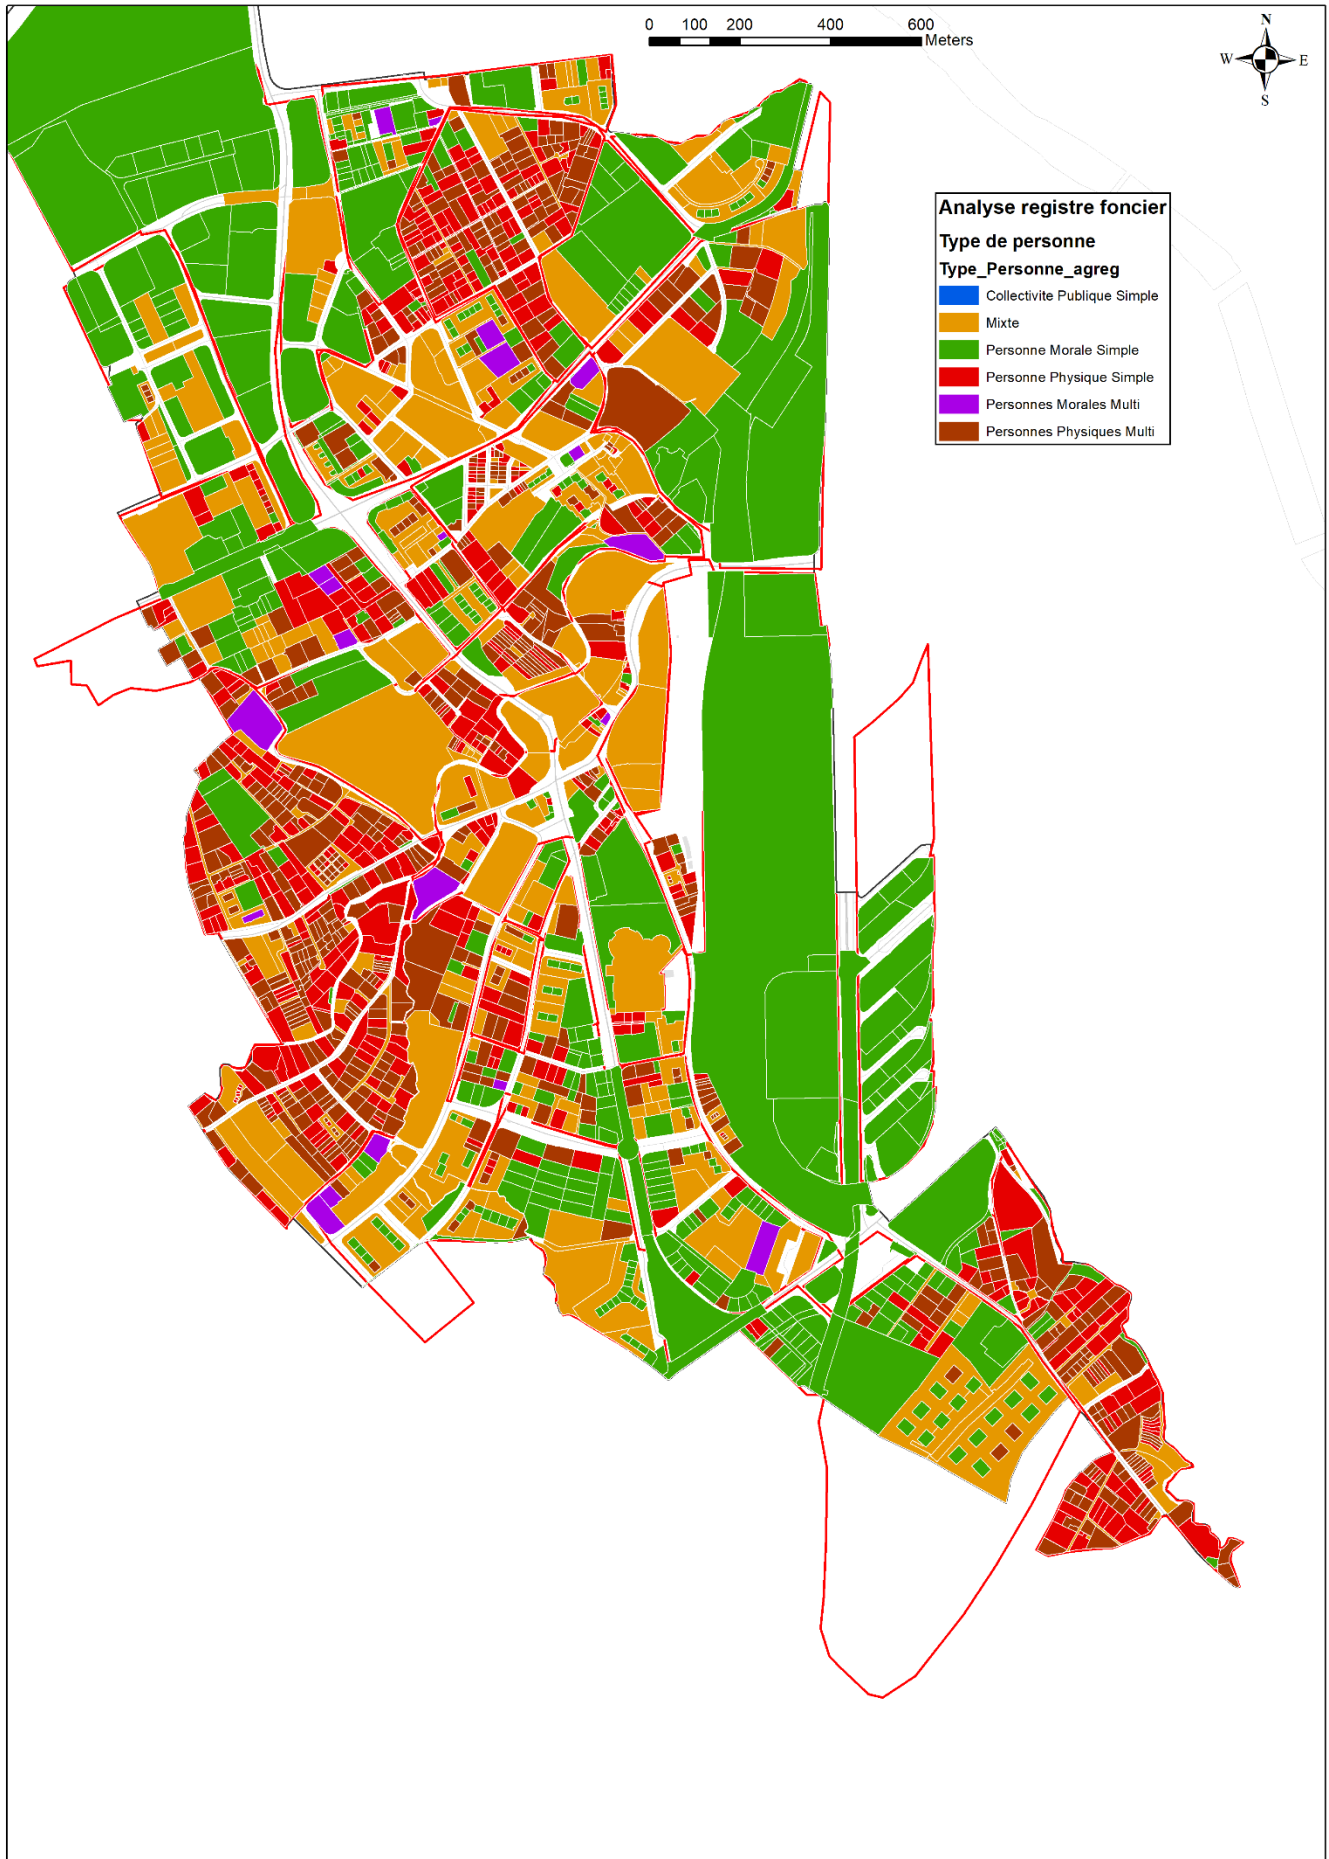 0 100 200 400 600
Meters
N
W E
S
Analyse registre foncier
Type de personne
Type_Personne_agreg
Collectivite Publique Simple
Mixte
Personne Morale Simple
Personne Physique Simple
Personnes Morales Multi
Personnes Physiques Multi